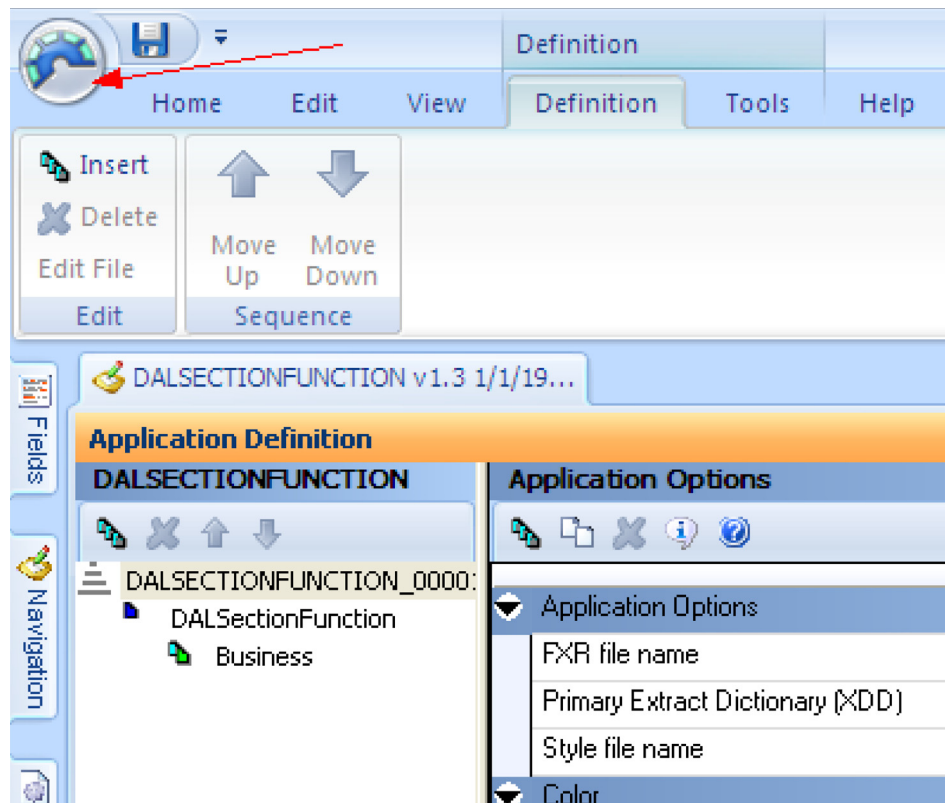 Definition
Home Edit View Definition Tools Help
Insert
Delete
Edit File
Move Up
Move Down
Edit
Sequence
DALSECTIONFUNCTION v1.3 1/1/19...
Fields
Navigation
Application Definition
DALSECTIONFUNCTION
Application Options
DALSECTIONFUNCTION_00001
DALSectionFunction
Business
Application Options
FXR file name
Primary Extract Dictionary (XDD)
Style file name
Color